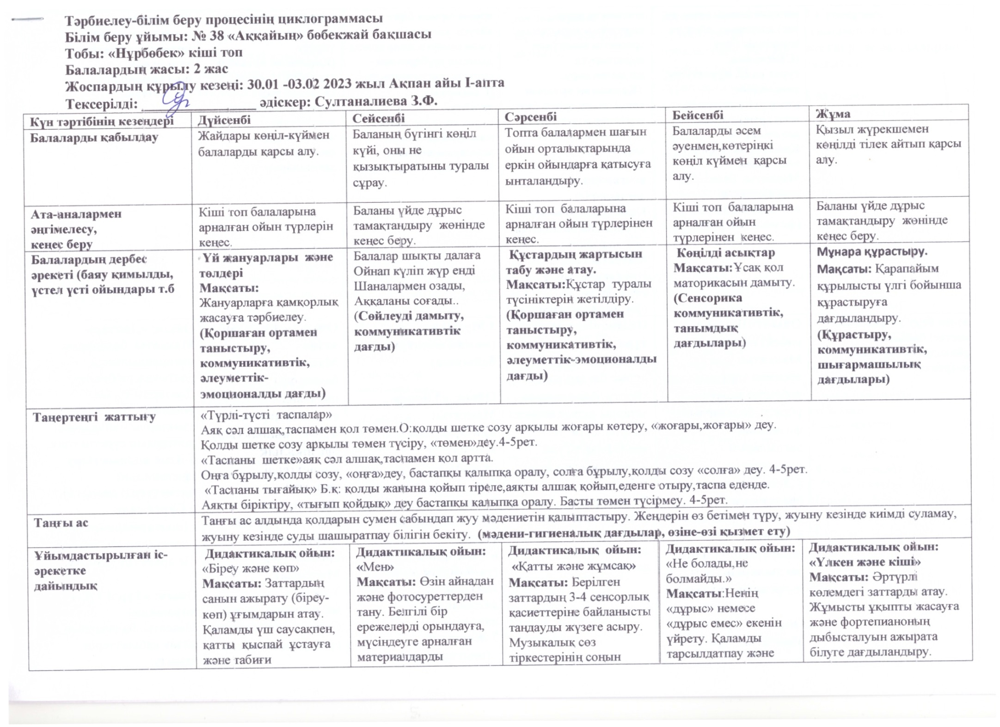 Тәрбиелеу-білім беру процесінің циклограммасы
Білім беру ұйымы: № 38 «Аққайың» бөбекжай бақшасы
Тобы: «Нұрбөбек» кіші топ
Балалардың жасы: 2 жас
Жоспардың құрылу кезеңі: 30.01 -03.02 2023 жыл Ақпан айы І-апта
Тексерілді: ________________ әдіскер: Султаналиева З.Ф.
Күн тәртібінің кезеңдері
Дүйсенбі
Сейсенбі
Сәрсенбі
Бейсенбі
Жұма
Балаларды қабылдау
Жайдары көңіл-күймен
балаларды қарсы алу.
Баланың бүгінгі көңіл
күйі, оны не
қызықтыратыны туралы
сұрау.
Топта балалармен шағын
ойын орталықтарында
еркін ойындарға қатысуға
ынталандыру.
Балаларды әсем
әуенмен,көтеріңкі
көңіл күймен қарсы
алу.
Қызыл жүрекшемен
көңілді тілек айтып қарсы
алу.
Ата-аналармен
әңгімелесу,
кеңес беру
Кіші топ балаларына
арналған ойын түрлерін
кеңес.
Баланы үйде дұрыс
тамақтандыру жөнінде
кеңес беру.
Кіші топ балаларына
арналған ойын түрлерінен
кеңес.
Кіші топ балаларына
арналған ойын
түрлерінен кеңес.
Баланы үйде дұрыс
тамақтандыру жөнінде
кеңес беру.
Балалардың дербес
әрекеті (баяу қимылды,
үстел үсті ойындары т.б
Үй жануарлары және
төлдері
Мақсаты:
Жануарларға қамқорлық
жасауға тәрбиелеу.
(Қоршаған ортамен
таныстыру,
коммуникативтік,
әлеуметтік-
эмоционалды дағды)
Балалар шықты далаға
Ойнап күліп жүр енді
Шаналармен озады,
Аққаланы соғады..
(Сөйлеуді дамыту,
коммуникативтік
дағды)
Құстардың жартысын
табу және атау.
Мақсаты:Құстар туралы
түсініктерін жетілдіру.
(Қоршаған ортамен
таныстыру,
коммуникативтік,
әлеуметтік-эмоционалды
дағды)
Көңілді асықтар
Мақсаты:Ұсақ қол
маторикасын дамыту.
(Сенсорика
коммуникативтік,
танымдық
дағдылары)
Мұнара құрастыру.
Мақсаты: Қарапайым
құрылысты үлгі бойынша
құрастыруға
дағдыландыру.
(Құрастыру,
коммуникативтік,
шығармашылық
дағдылары)
Таңертеңгі жаттығу
«Түрлі-түсті таспалар»
Аяқ сәл алшақ,таспамен қол төмен.О:қолды шетке созу арқылы жоғары көтеру, «жоғары,жоғары» деу.
Қолды шетке созу арқылы төмен түсіру, «төмен»деу.4-5рет.
«Таспаны шетке»аяқ сәл алшақ,таспамен қол артта.
Оңға бұрылу,қолды созу, «оңға»деу, бастапқы қалыпқа оралу, солға бұрылу,қолды созу «солға» деу. 4-5рет.
«Таспаны тығайық» Б.қ: қолды жанына қойып тіреле,аяқты алшақ қойып,еденге отыру,таспа еденде.
Аяқты біріктіру, «тығып қойдық» деу бастапқы қалыпқа оралу. Басты төмен түсірмеу. 4-5рет.
Таңғы ас
Таңғы ас алдында қолдарын сумен сабындап жуу мәдениетін қалыптастыру. Жеңдерін өз бетімен түру, жуыну кезінде киімді суламау,
жуыну кезінде суды шашыратпау білігін бекіту. (мәдени-гигиеналық дағдылар, өзіне-өзі қызмет ету)
Ұйымдастырылған іс-
әрекетке
дайындық
Дидактикалық ойын:
«Біреу және көп»
Мақсаты: Заттардың
санын ажырату (біреу-
көп) ұғымдарын атау.
Қаламды үш саусақпен,
қатты қыспай ұстауға
және табиғи
Дидактикалық ойын:
«Мен»
Мақсаты: Өзін айнадан
және фотосуреттерден
тану. Белгілі бір
ережелерді орындауға,
мүсіндеуге арналған
материалдарды
Дидактикалық ойын:
«Қатты және жұмсақ»
Мақсаты: Берілген
заттардың 3-4 сенсорлық
қасиеттеріне байланысты
таңдауды жүзеге асыру.
Музыкалық сөз
тіркестерінің соңын
Дидактикалық ойын:
«Не болады,не
болмайды.»
Мақсаты:Ненің
«дұрыс» немесе
«дұрыс емес» екенін
үйрету. Қаламды
тарсылдатпау және
Дидактикалық ойын:
«Үлкен және кіші»
Мақсаты: Әртүрлі
көлемдегі заттарды атау.
Жұмысты ұқыпты жасауға
және фортепианоның
дыбысталуын ажырата
білуге дағдыландыру.